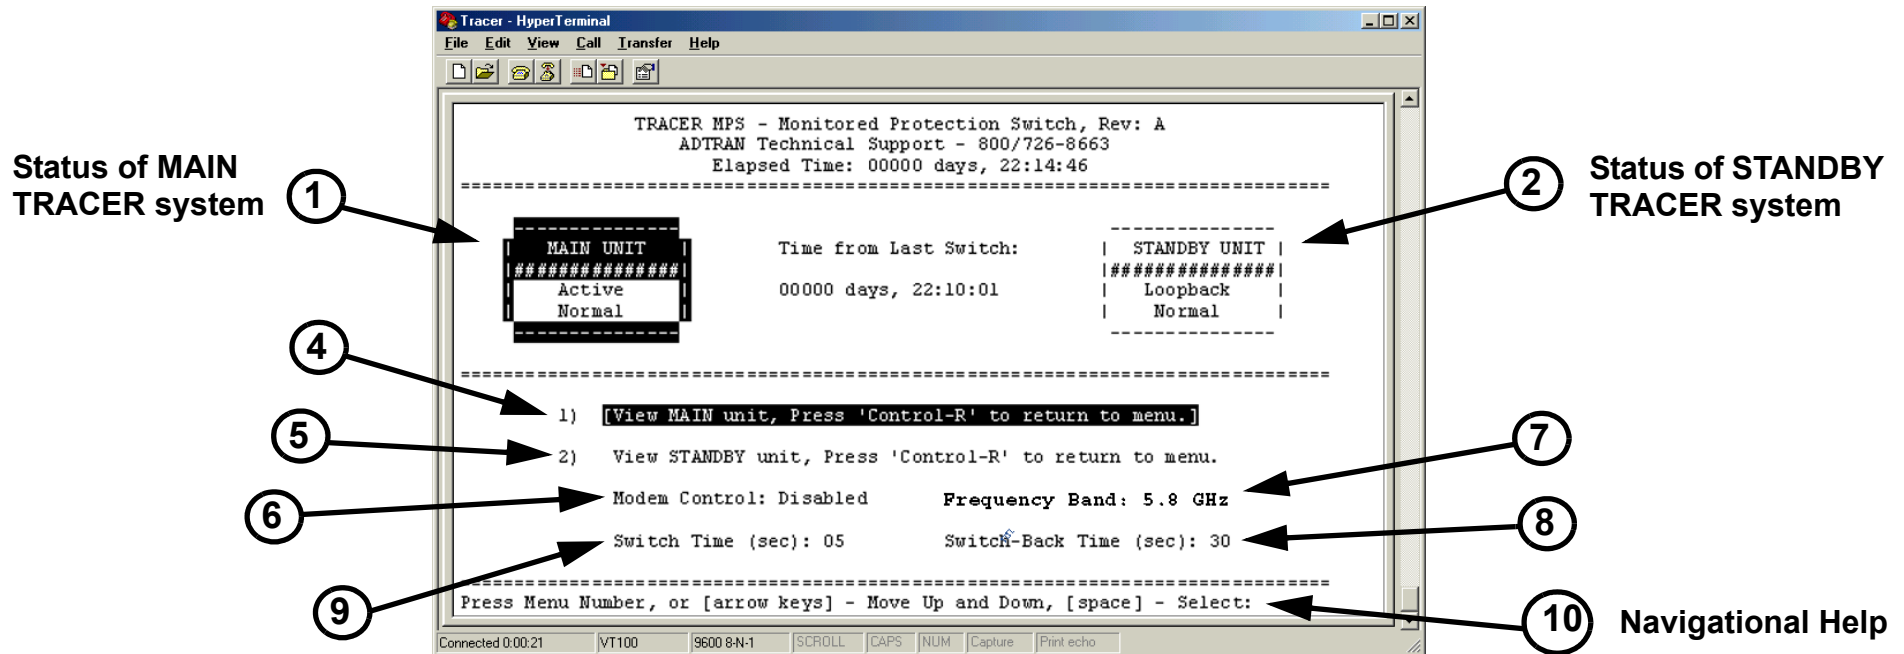 Tracer - HyperTerminal
File Edit View Call Transfer Help
TRACER MPS - Monitored Protection Switch, Rev: A
ADTRAN Technical Support - 800/726-8663
Elapsed Time: 00000 days, 22:14:46
==================================================================================
Status of MAIN
TRACER system
1
2
Status of STANDBY
TRACER system
---------------
| MAIN UNIT |
|###############|
| Active |
| Normal |
---------------
Time from Last Switch:
00000 days, 22:10:01
---------------
| STANDBY UNIT |
|###############|
| Loopback |
| Normal |
---------------
==================================================================================
4
1) [View MAIN unit, Press 'Control-R' to return to menu.]
5
2) View STANDBY unit, Press 'Control-R' to return to menu.
6
Modem Control: Disabled
Frequency Band: 5.8 GHz
7
9
Switch Time (sec): 05
Switch-Back Time (sec): 30
8
==================================================================================
Press Menu Number, or [arrow keys] - Move Up and Down, [space] - Select:
10
Navigational Help
Connected 0:00:21 VT100 9600 8-N-1 SCROLL CAPS NUM Capture Print echo